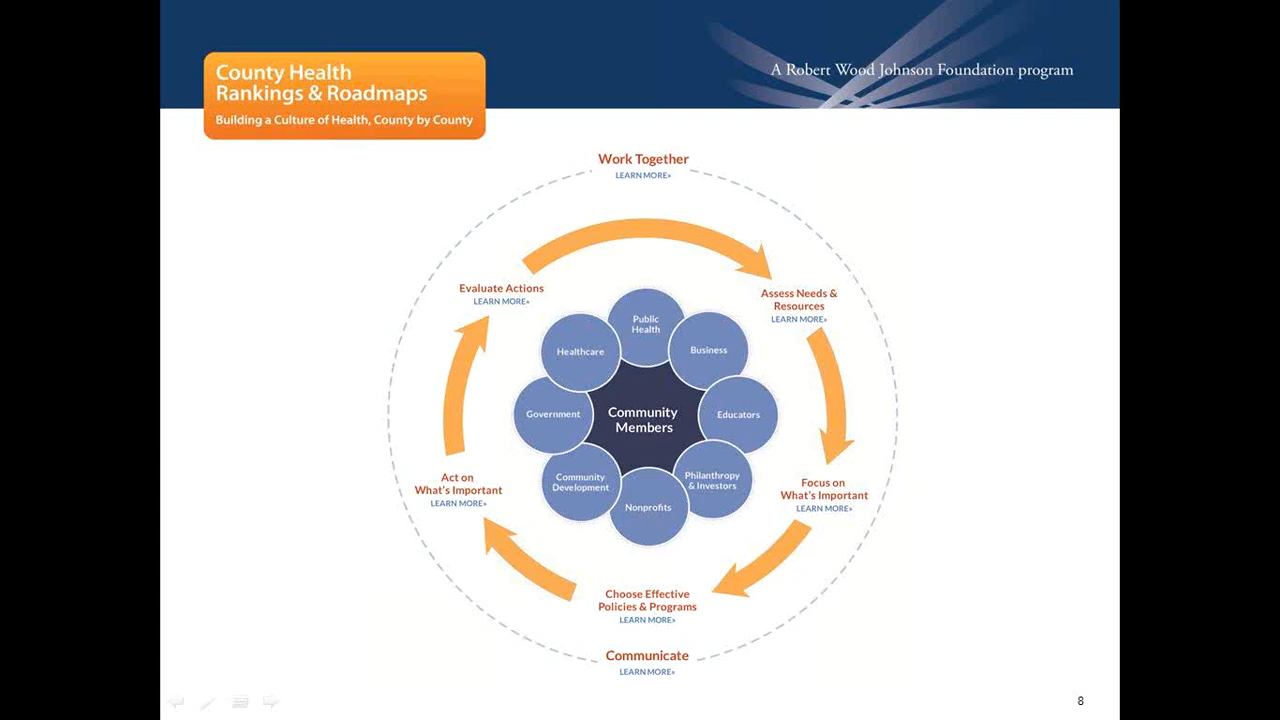 County Health
Rankings & Roadmaps
Building a Culture of Health, County by County
A Robert Wood Johnson Foundation program
Work Together
LEARN MORE»
Evaluate Actions
LEARN MORE»
Assess Needs &
Resources
LEARN MORE»
Public
Health
Healthcare
Business
Government
Community
Members
Educators
Community
Development
Philanthropy
& Investors
Nonprofits
Act on
What's Important
LEARN MORE»
Focus on
What's Important
LEARN MORE»
Choose Effective
Policies & Programs
LEARN MORE»
Communicate
LEARN MORE»
8